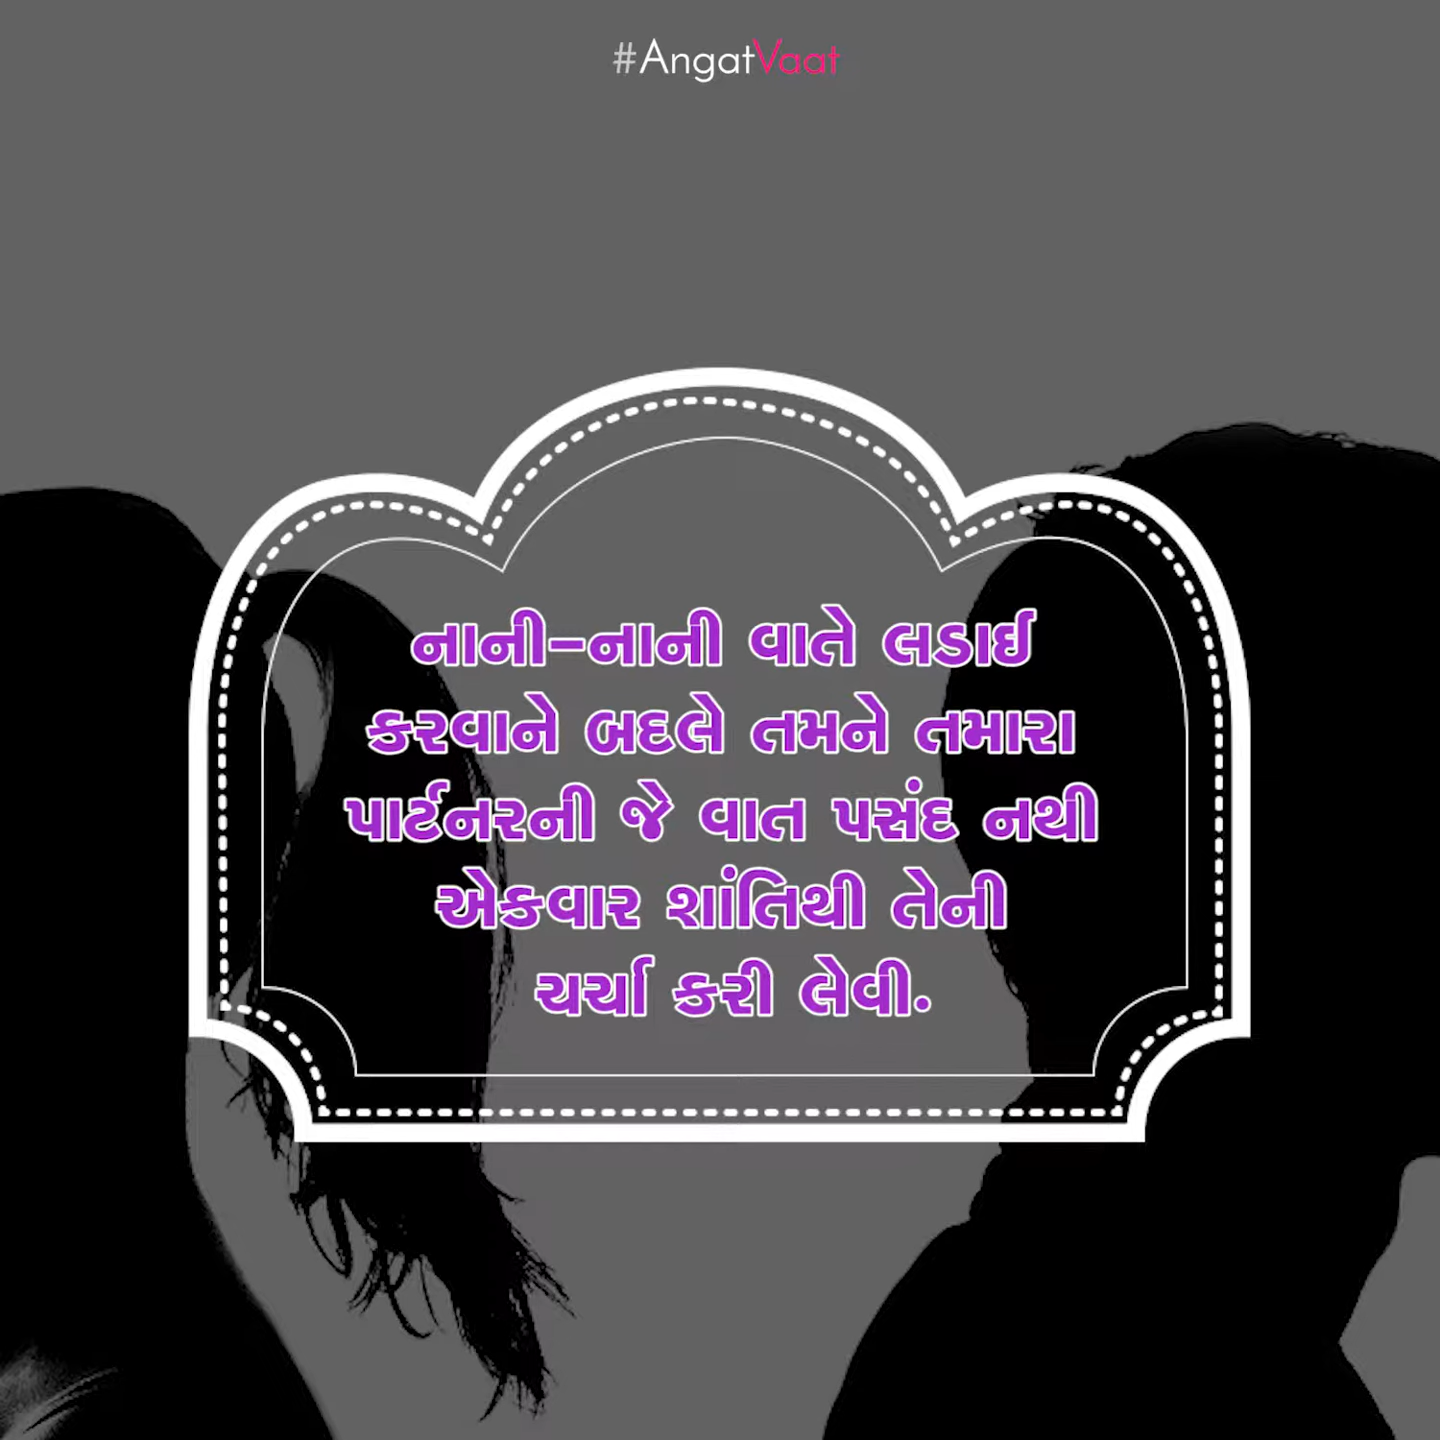 #AngatVaat
નાની-નાની વાતે લડાઈ
કરવાને બદલે તમને તમારા
પાર્ટનરની જે વાત પસંદ નથી
એકવાર શાંતિથી તેની
ચર્ચા કરી લેવી.